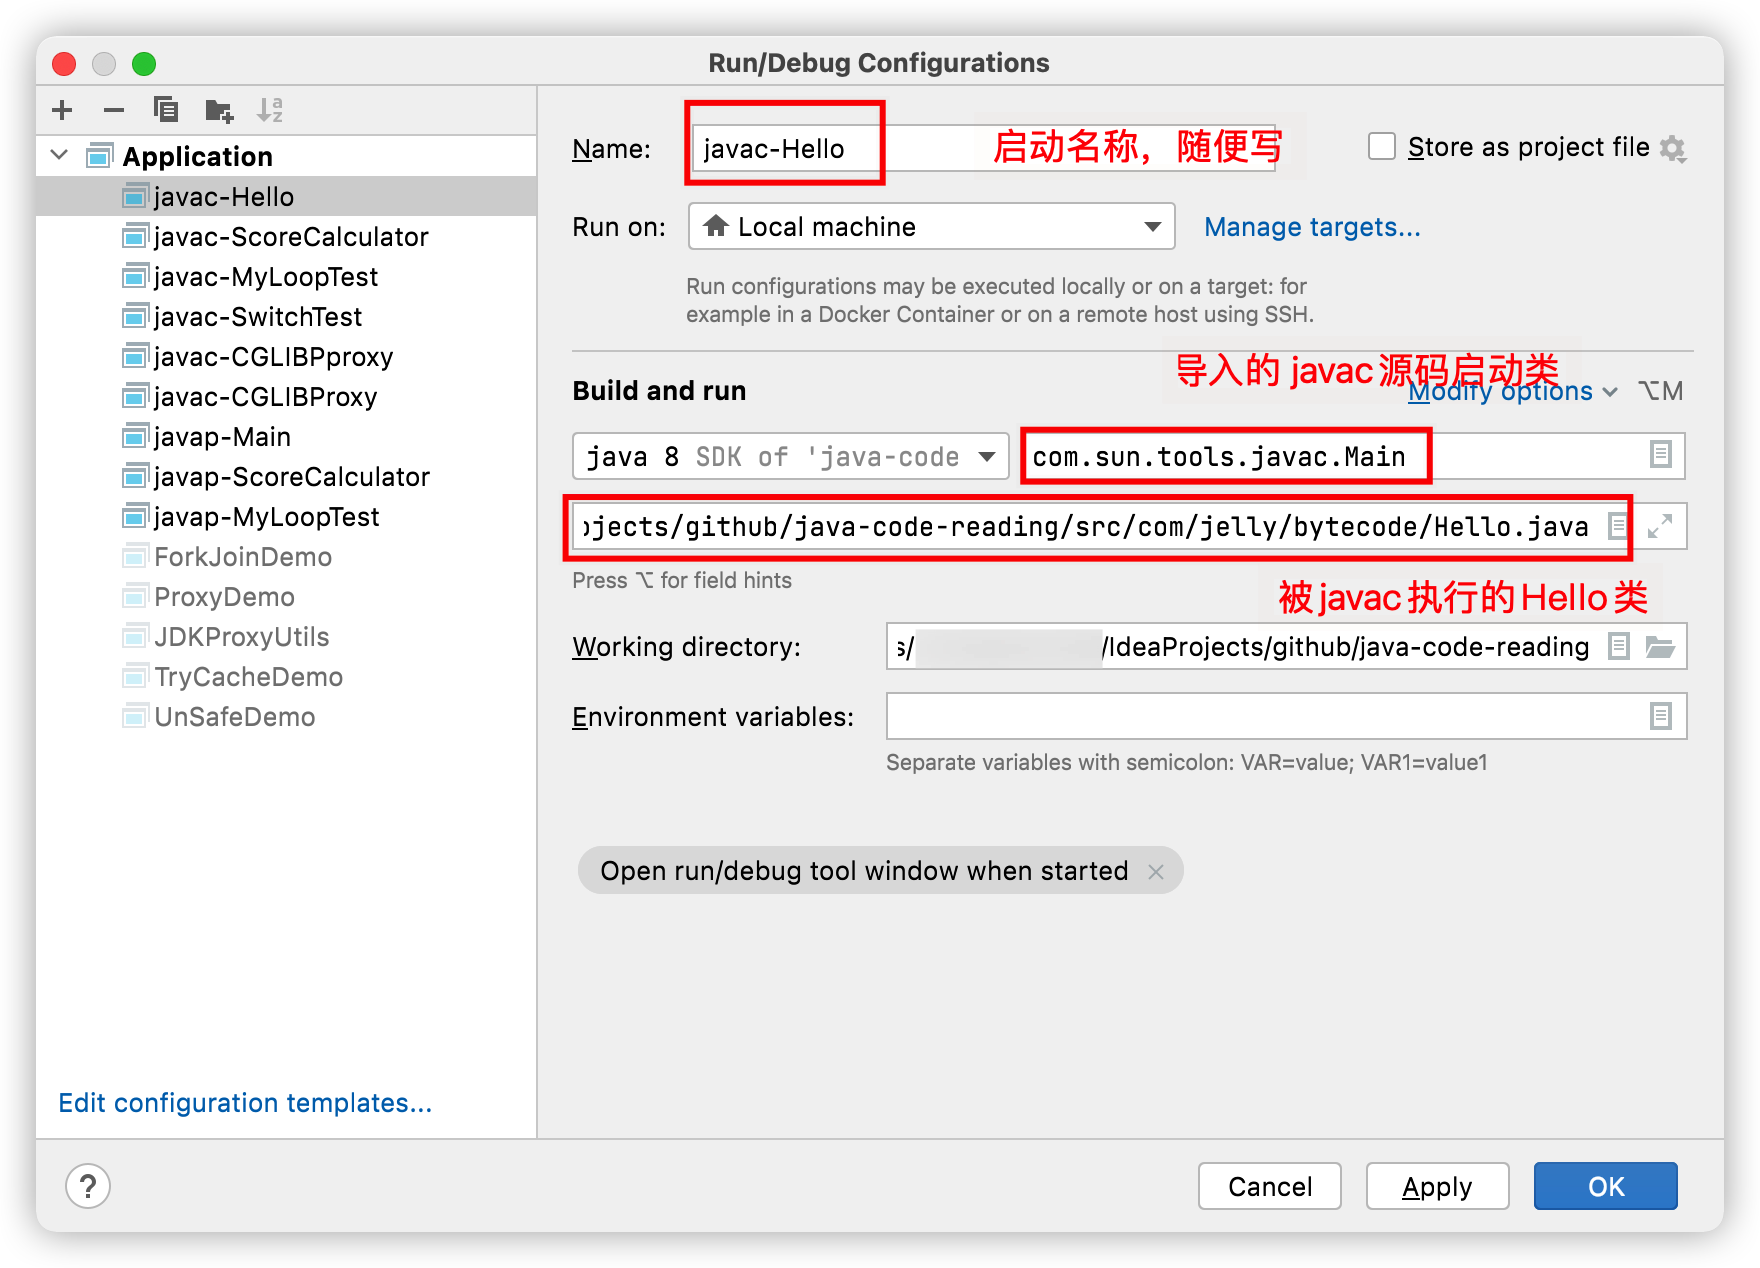 Run/Debug Configurations
Application
javac-Hello
javac-ScoreCalculator
javac-MyLoopTest
javac-SwitchTest
javac-CGLIBPproxy
javac-CGLIBProxy
javap-Main
javap-ScoreCalculator
javap-MyLoopTest
ForkJoinDemo
ProxyDemo
JDKProxyUtils
TryCacheDemo
UnSafeDemo
Edit configuration templates...
Name: javac-Hello 启动名称，随便写 Store as project file
Run on: Local machine Manage targets...
Run configurations may be executed locally or on a target: for
example in a Docker Container or on a remote host using SSH.
导入的 javac源码启动类
Build and run Modify options ⌥M
java 8 SDK of 'java-code com.sun.tools.javac.Main
ojects/github/java-code-reading/src/com/jelly/bytecode/Hello.java
Press ⌥ for field hints
被javac执行的Hello类
Working directory: s/ /IdeaProjects/github/java-code-reading
Environment variables:
Separate variables with semicolon: VAR=value; VAR1=value1
Open run/debug tool window when started ×
? Cancel Apply OK